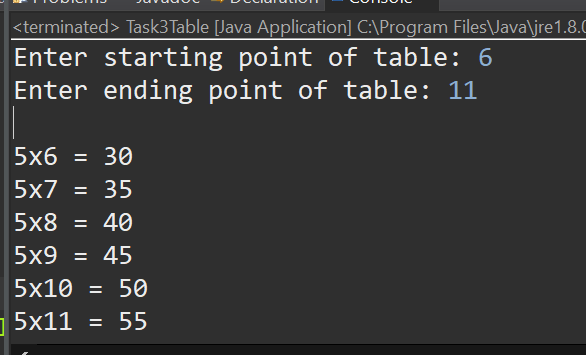 Problems Javadoc Declaration Console
<terminated> Task3Table [Java Application] C:\Program Files\Java\jre1.8.0
Enter starting point of table: 6
Enter ending point of table: 11
5x6 = 30
5x7 = 35
5x8 = 40
5x9 = 45
5x10 = 50
5x11 = 55